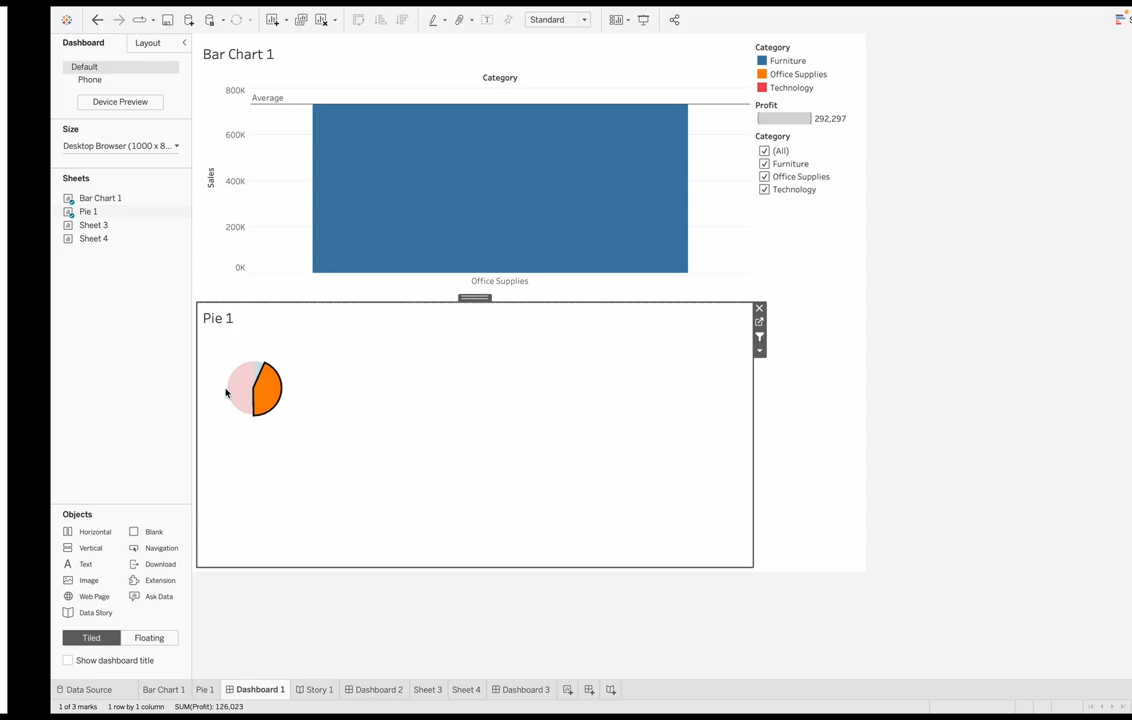 Standard
Dashboard
Layout
Default
Phone
Device Preview
Size
Desktop Browser (1000 x 8...
Sheets
Bar Chart 1
Pie 1
Sheet 3
Sheet 4
Objects
Horizontal
Blank
Vertical
Navigation
Text
Download
Image
Extension
Web Page
Ask Data
Data Story
Tiled
Floating
Show dashboard title
Bar Chart 1
Category
Average
800K
600K
400K
200K
0K
Sales
Office Supplies
Category
Furniture
Office Supplies
Technology
Profit
292,297
Category
(All)
Furniture
Office Supplies
Technology
Pie 1
Data Source
Bar Chart 1
Pie 1
Dashboard 1
Story 1
Dashboard 2
Sheet 3
Sheet 4
Dashboard 3
1 of 3 marks
1 row by 1 column
SUM(Profit): 126,023